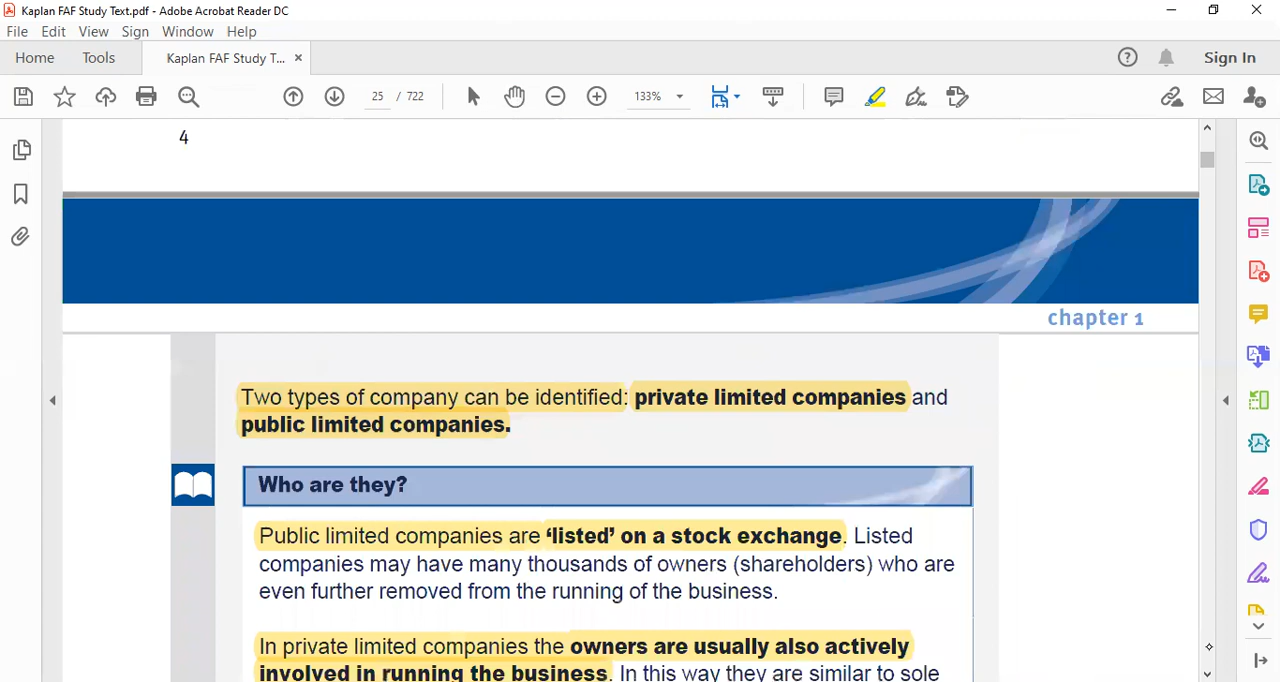 Kaplan FAF Study Text.pdf - Adobe Acrobat Reader DC
File Edit View Sign Window Help
Home Tools Kaplan FAF Study T... × Sign In
25 / 722 133%
4
chapter 1
Two types of company can be identified: private limited companies and
public limited companies.
Who are they?
Public limited companies are ‘listed’ on a stock exchange. Listed
companies may have many thousands of owners (shareholders) who are
even further removed from the running of the business.
In private limited companies the owners are usually also actively
involved in running the business. In this way they are similar to sole